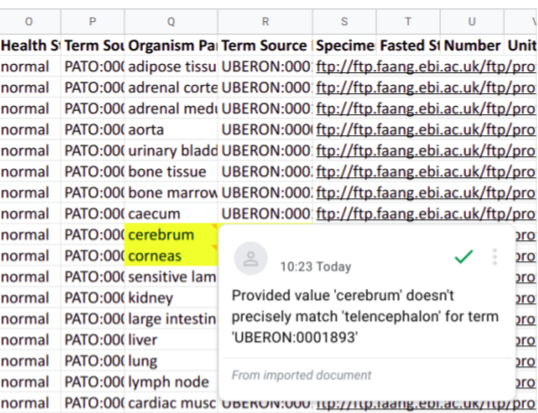 O P Q R S T U V
Health St Term Sou Organism Pa Term Source Specime Fasted St Number Unit
normal PATO:000 adipose tissu UBERON:000 ftp://ftp.faang.ebi.ac.uk/ftp/pro
normal PATO:000 adrenal corte UBERON:000 ftp://ftp.faang.ebi.ac.uk/ftp/pro
normal PATO:000 adrenal medu UBERON:000 ftp://ftp.faang.ebi.ac.uk/ftp/pro
normal PATO:000 aorta UBERON:000 ftp://ftp.faang.ebi.ac.uk/ftp/pro
normal PATO:000 urinary bladd UBERON:000 ftp://ftp.faang.ebi.ac.uk/ftp/pro
normal PATO:000 bone tissue UBERON:000 ftp://ftp.faang.ebi.ac.uk/ftp/pro
normal PATO:000 bone marrow UBERON:000 ftp://ftp.faang.ebi.ac.uk/ftp/pro
normal PATO:000 caecum UBERON:000 ftp://ftp.faang.ebi.ac.uk/ftp/pro
normal PATO:000 cerebrum pro
normal PATO:000 corneas pro
normal PATO:000 sensitive lam pro
normal PATO:000 kidney pro
normal PATO:000 large intestin pro
normal PATO:000 liver pro
normal PATO:000 lung pro
normal PATO:000 lymph node pro
normal PATO:000 cardiac musc UBERON:000 ftp://ftp.faang.ebi.ac.uk/ftp/pro
10:23 Today
Provided value 'cerebrum' doesn't
precisely match 'telencephalon' for term
'UBERON:0001893'
From imported document